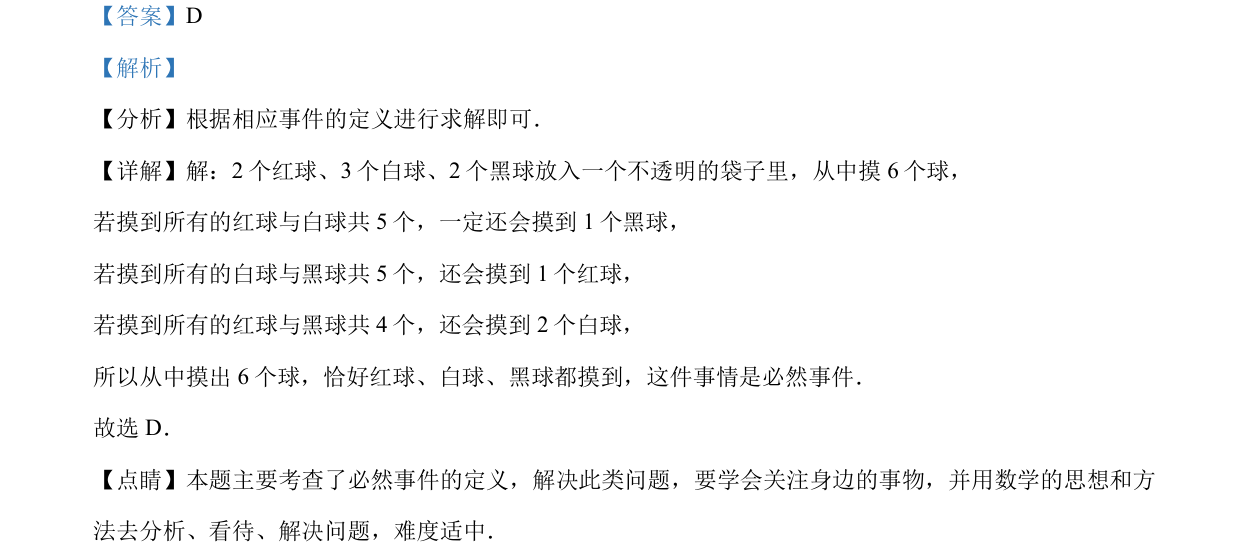 【答案】D
【解析】
【分析】根据相应事件的定义进行求解即可．
【详解】解：2 个红球、3 个白球、2 个黑球放入一个不透明的袋子里，从中摸 6 个球，
若摸到所有的红球与白球共 5 个，一定还会摸到 1 个黑球，
若摸到所有的白球与黑球共 5 个，还会摸到 1 个红球，
若摸到所有的红球与黑球共 4 个，还会摸到 2 个白球，
所以从中摸出 6 个球，恰好红球、白球、黑球都摸到，这件事情是必然事件．
故选 D．
【点睛】本题主要考查了必然事件的定义，解决此类问题，要学会关注身边的事物，并用数学的思想和方
法去分析、看待、解决问题，难度适中．